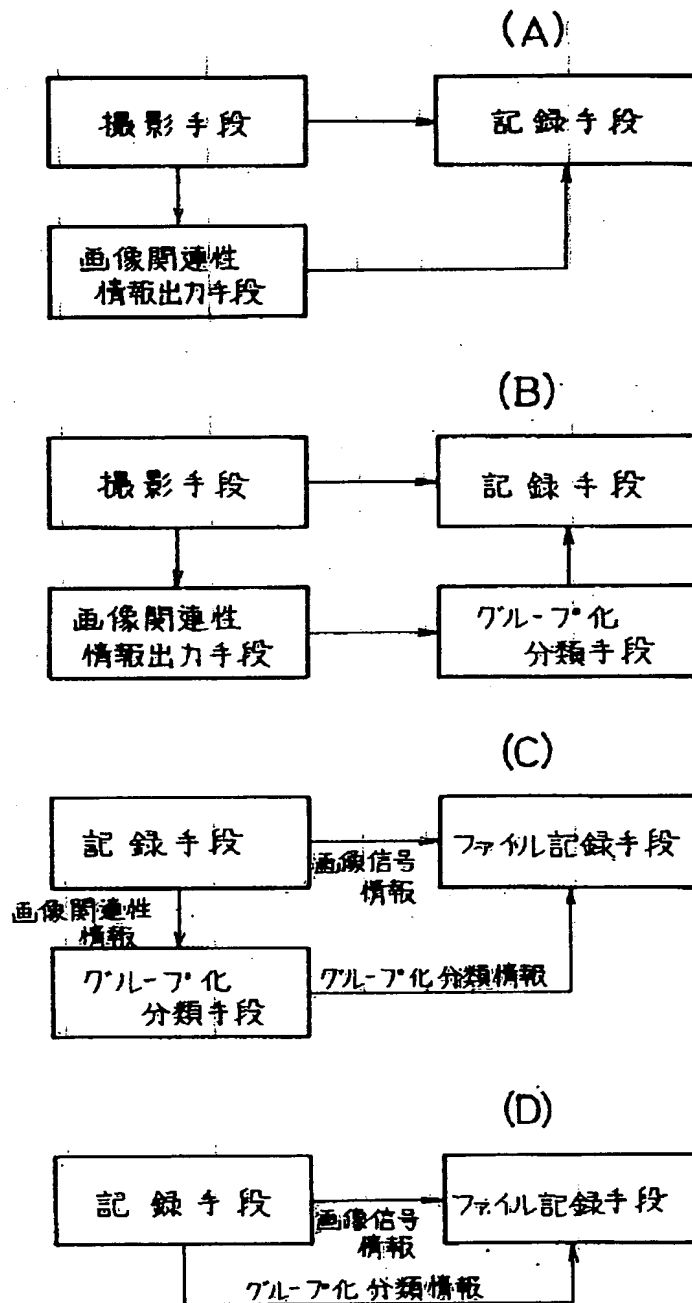 (A)
撮影手段
記録手段
画像関連性
情報出力手段
(B)
撮影手段
記録手段
画像関連性
情報出力手段
グループ化
分類手段
(C)
記録手段
ファイル記録手段
画像信号
情報
画像関連性
情報
グループ化
分類手段
グループ化分類情報
(D)
記録手段
ファイル記録手段
画像信号
情報
グループ化分類情報